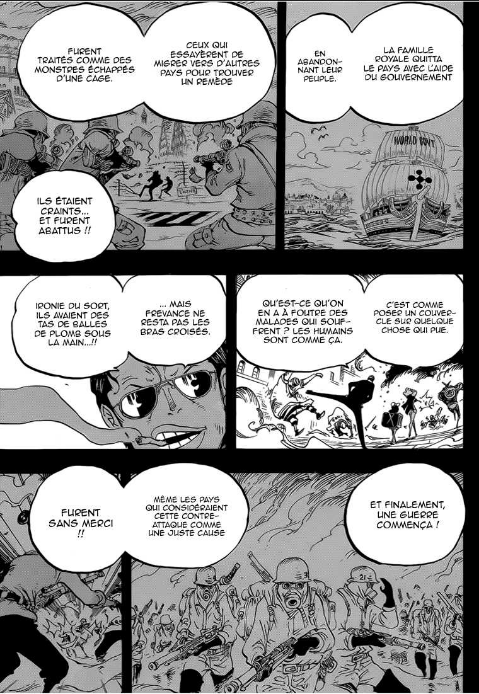 LA FAMILLE
ROYALE QUITTA
LE PAYS AVEC L'AIDE
DU GOUVERNEMENT
EN
ABANDON-
NANT LEUR
PEUPLE.
CEUX QUI
ESSAYÈRENT DE
MIGRER VERS D'AUTRES
PAYS POUR TROUVER
UN REMÈDE
FURENT
TRAITÉS COMME DES
MONSTRES ÉCHAPPÉS
D'UNE CAGE.
ILS ÉTAIENT
CRAINTS...
ET FURENT
ABATTUS !!
C'EST COMME
POSER UN COUVER-
CLE SUR QUELQUE
CHOSE QUI PUE.
QU'EST-CE QU'ON
EN A À FOUTRE DES
MALADES QUI SOUF-
FRENT ? LES HUMAINS
SONT COMME ÇA.
... MAIS
FREVANCE NE
RESTA PAS LES
BRAS CROISÉS.
IRONIE DU SORT,
ILS AVAIENT DES
TAS DE BALLES
DE PLOMB SOUS
LA MAIN...!!
ET FINALEMENT,
UNE GUERRE
COMMENÇA !
21
MÊME LES PAYS
QUI CONSIDÉRAIENT
CETTE CONTRE-
ATTAQUE COMME
UNE JUSTE CAUSE
FURENT
SANS MERCI
!!